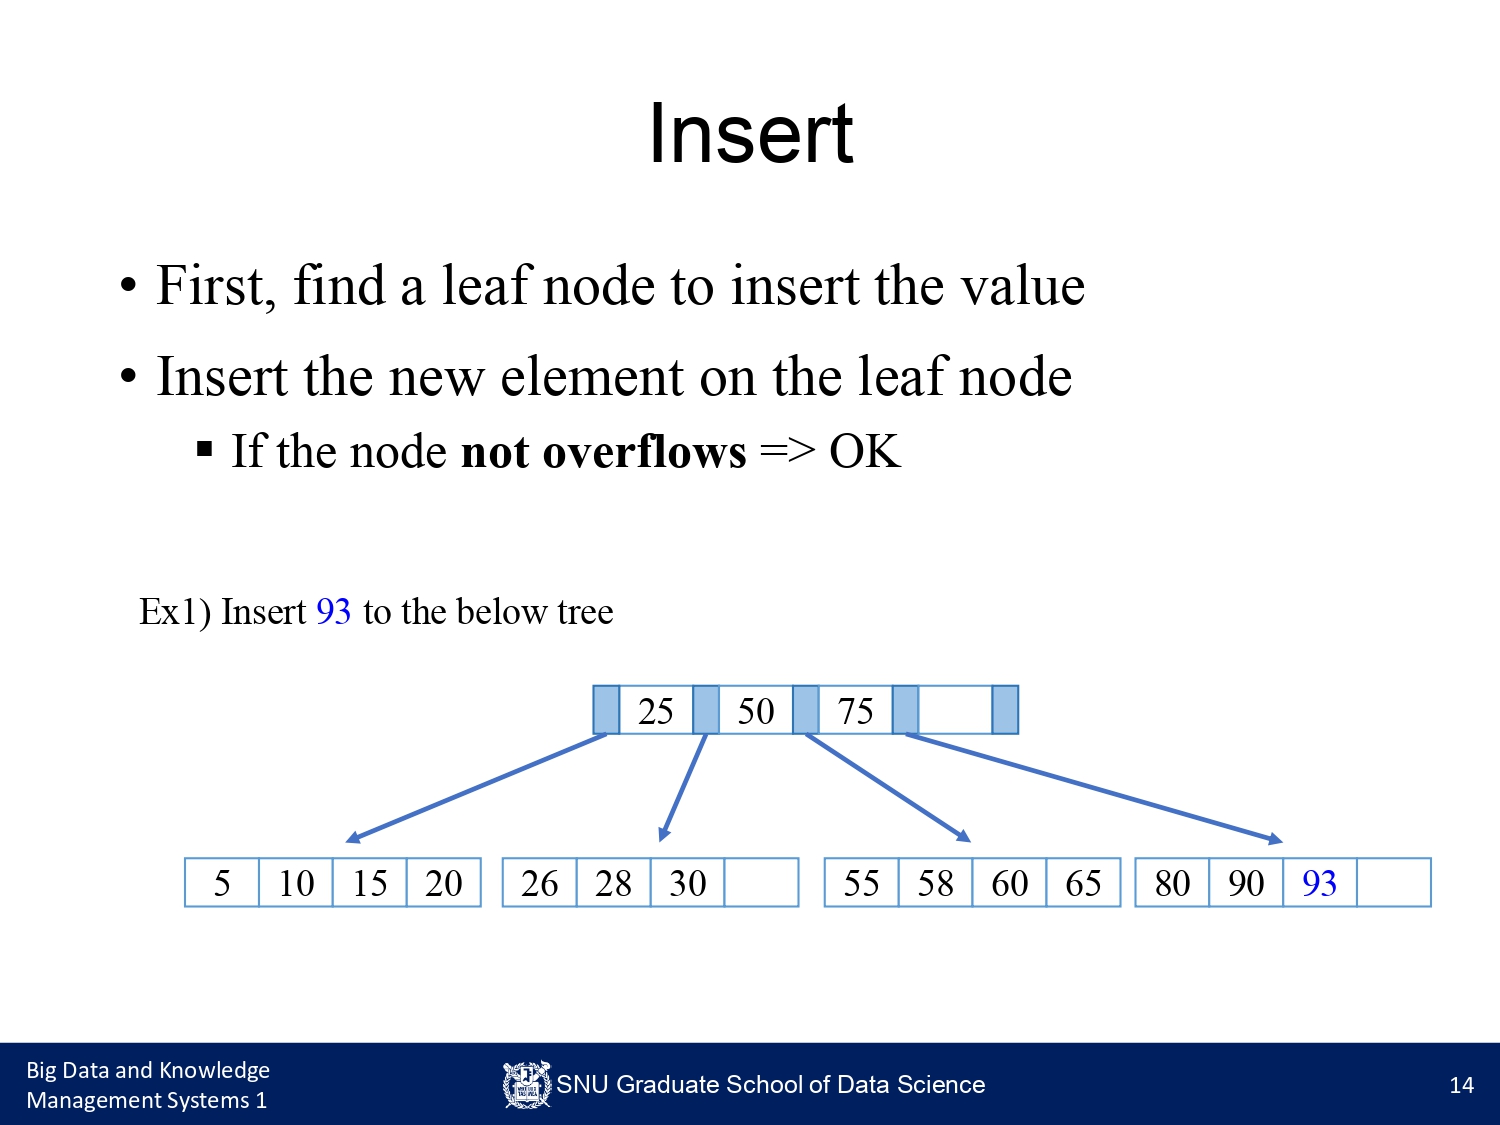 Insert
• First, find a leaf node to insert the value
• Insert the new element on the leaf node
▪ If the node not overflows => OK
Ex1) Insert 93 to the below tree
25 50 75
5 10 15 20 26 28 30 55 58 60 65 80 90 93
Big Data and Knowledge
Management Systems 1
SNU Graduate School of Data Science
14